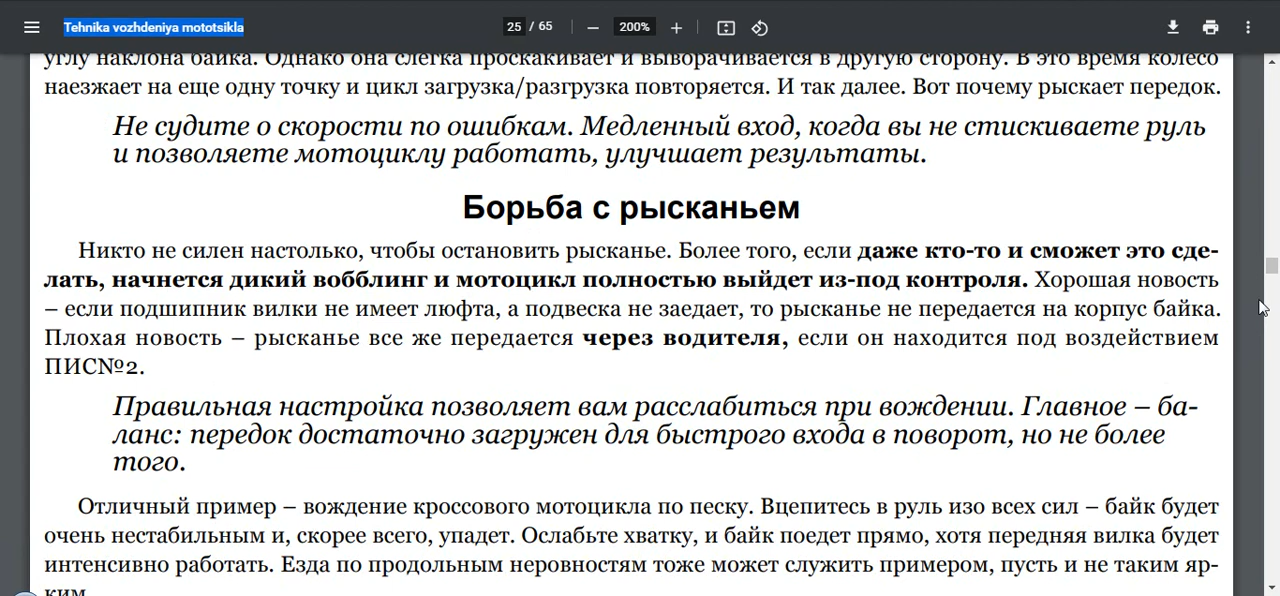 Tehnika vozhdeniya mototsikla
25 / 65
200%
углу наклона байка. Однако она слегка проскакивает и выворачивается в другую сторону. В это время колесо
наезжает на еще одну точку и цикл загрузка/разгрузка повторяется. И так далее. Вот почему рыскает передок.
Не судите о скорости по ошибкам. Медленный вход, когда вы не стискиваете руль
и позволяете мотоциклу работать, улучшает результаты.
Борьба с рысканьем
Никто не силен настолько, чтобы остановить рысканье. Более того, если даже кто-то и сможет это сде-
лать, начнется дикий вобблинг и мотоцикл полностью выйдет из-под контроля. Хорошая новость
– если подшипник вилки не имеет люфта, а подвеска не заедает, то рысканье не передается на корпус байка.
Плохая новость – рысканье все же передается через водителя, если он находится под воздействием
ПИС№2.
Правильная настройка позволяет вам расслабиться при вождении. Главное – ба-
ланс: передок достаточно загружен для быстрого входа в поворот, но не более
того.
Отличный пример – вождение кроссового мотоцикла по песку. Вцепитесь в руль изо всех сил – байк будет
очень нестабильным и, скорее всего, упадет. Ослабьте хватку, и байк поедет прямо, хотя передняя вилка будет
интенсивно работать. Езда по продольным неровностям тоже может служить примером, пусть и не таким яр-
ким.